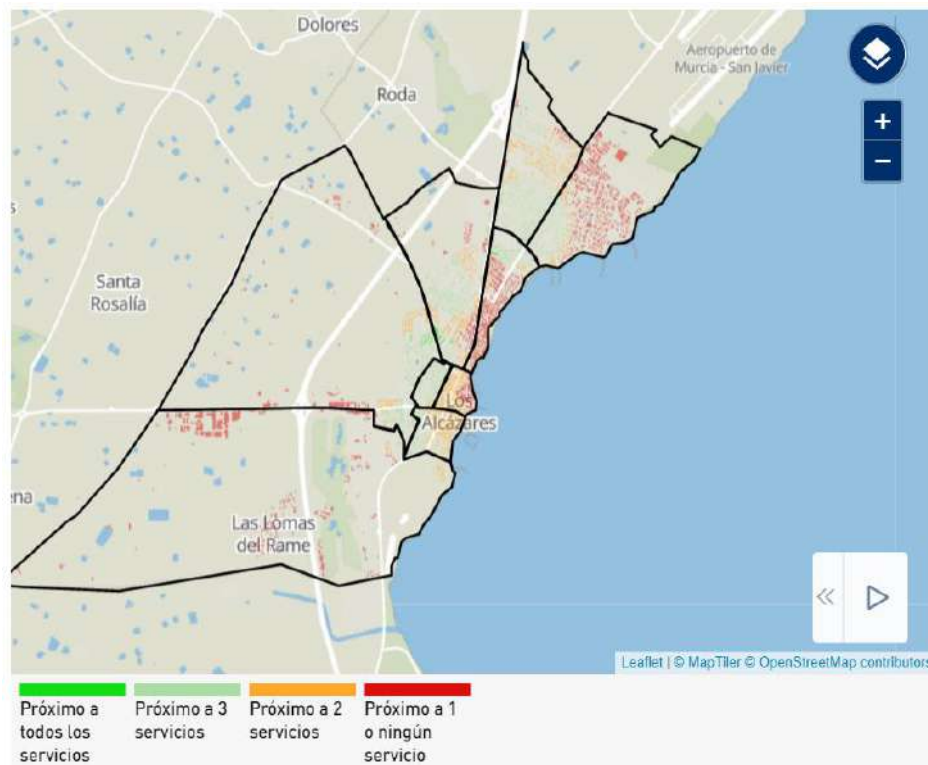 Dolores
Aeropuerto de
Murcia - San Javier
Roda
+
−
Santa
Rosalía
Los
Alcázares
Las Lomas
del Rame
Leaflet | © MapTiler © OpenStreetMap contributors
Próximo a
todos los
servicios
Próximo a 3
servicios
Próximo a 2
servicios
Próximo a 1
o ningún
servicio